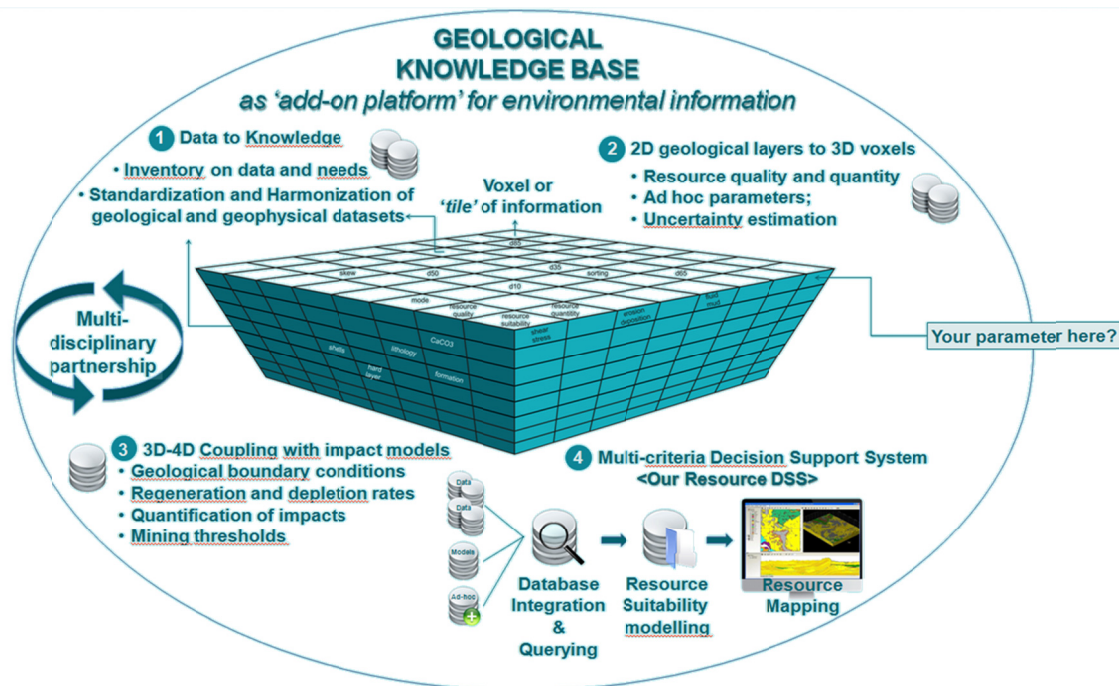 GEOLOGICAL
KNOWLEDGE BASE
as ‘add-on platform’ for environmental information
1 Data to Knowledge
• Inventory on data and needs
• Standardization and Harmonization of
geological and geophysical datasets
Voxel or
‘tile’ of information
2 2D geological layers to 3D voxels
• Resource quality and quantity
• Ad hoc parameters;
• Uncertainty estimation
d85
skew
d50
d35
sorting
d65
d10
mode
resource
quality
resource
quantitity
resource
suitability
shear
stress
erosion
deposition
fluid
mud
shells
lithology
CaCO3
hard
layer
formation
Multi-
disciplinary
partnership
Your parameter here?
3 3D-4D Coupling with impact models
• Geological boundary conditions
• Regeneration and depletion rates
• Quantification of impacts
• Mining thresholds
4 Multi-criteria Decision Support System
<Our Resource DSS>
Data
Data
Models
Ad-hoc
Database
Integration
&
Querying
Resource
Suitability
modelling
Resource
Mapping